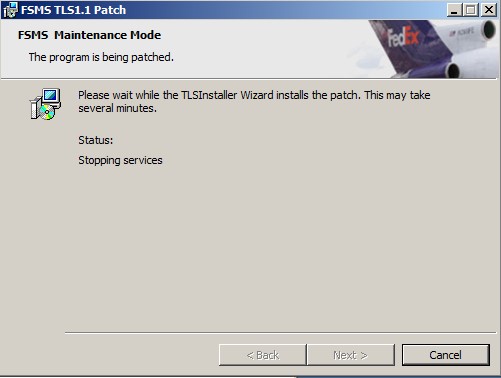 FSMS TLS1.1 Patch
FSMS Maintenance Mode
The program is being patched.
FedEx
Please wait while the TLSInstaller Wizard installs the patch. This may take
several minutes.
Status:
Stopping services
< Back
Next >
Cancel